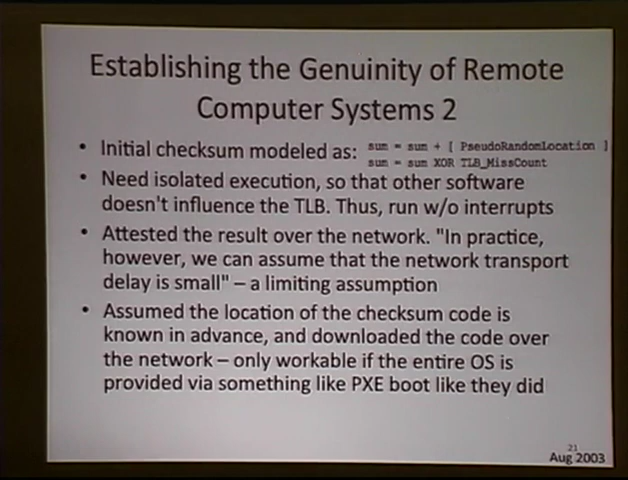 Establishing the Genuinity of Remote
Computer Systems 2
• Initial checksum modeled as: sum = sum + [ PseudoRandomLocation ]
sum = sum XOR TLB_MissCount
• Need isolated execution, so that other software
doesn't influence the TLB. Thus, run w/o interrupts
• Attested the result over the network. "In practice,
however, we can assume that the network transport
delay is small" – a limiting assumption
• Assumed the location of the checksum code is
known in advance, and downloaded the code over
the network – only workable if the entire OS is
provided via something like PXE boot like they did
21
Aug 2003